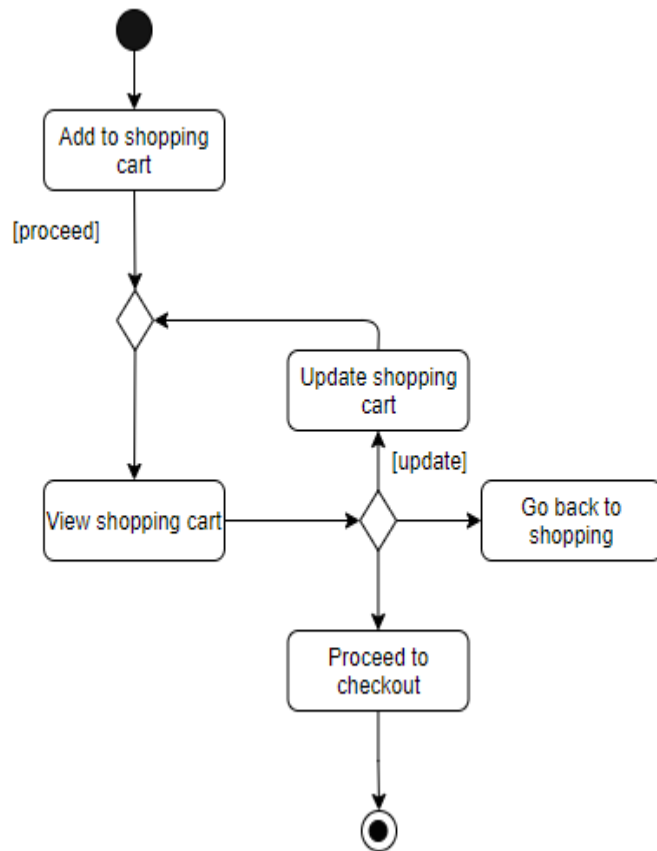 Add to shopping
cart
[proceed]
Update shopping
cart
[update]
View shopping cart
Go back to
shopping
Proceed to
checkout